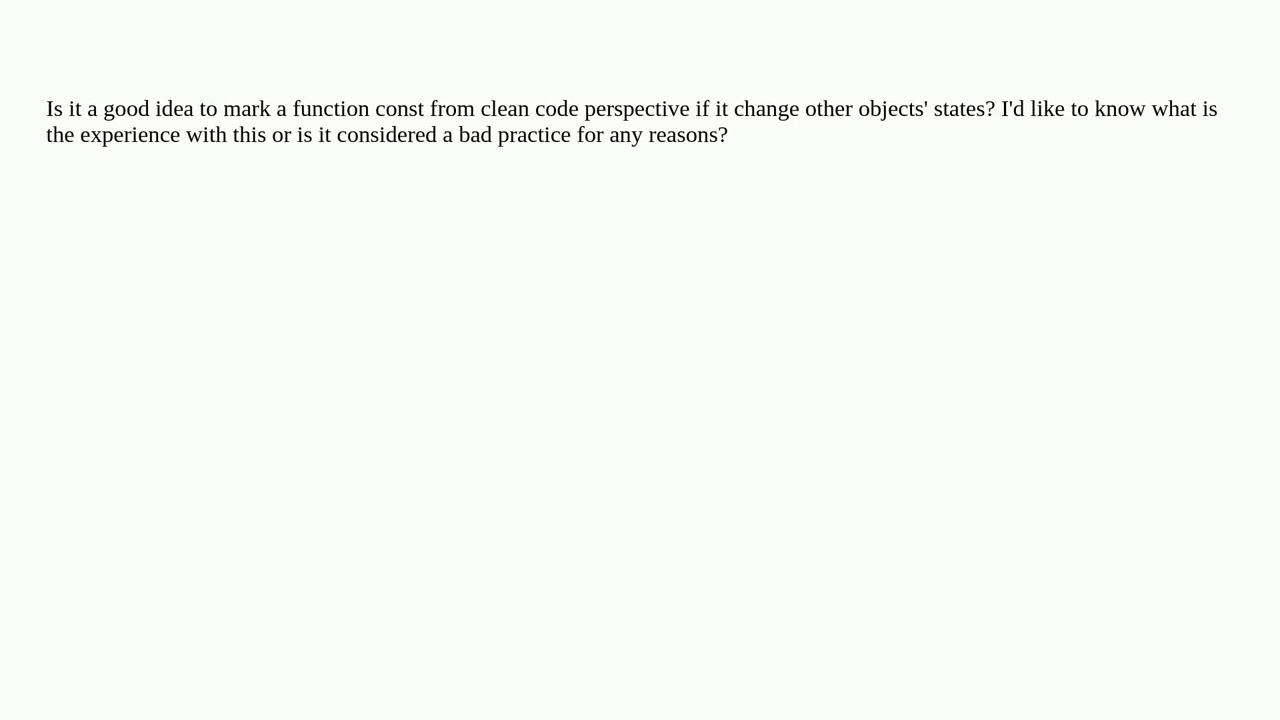 Is it a good idea to mark a function const from clean code perspective if it change other objects' states? I'd like to know what is
the experience with this or is it considered a bad practice for any reasons?